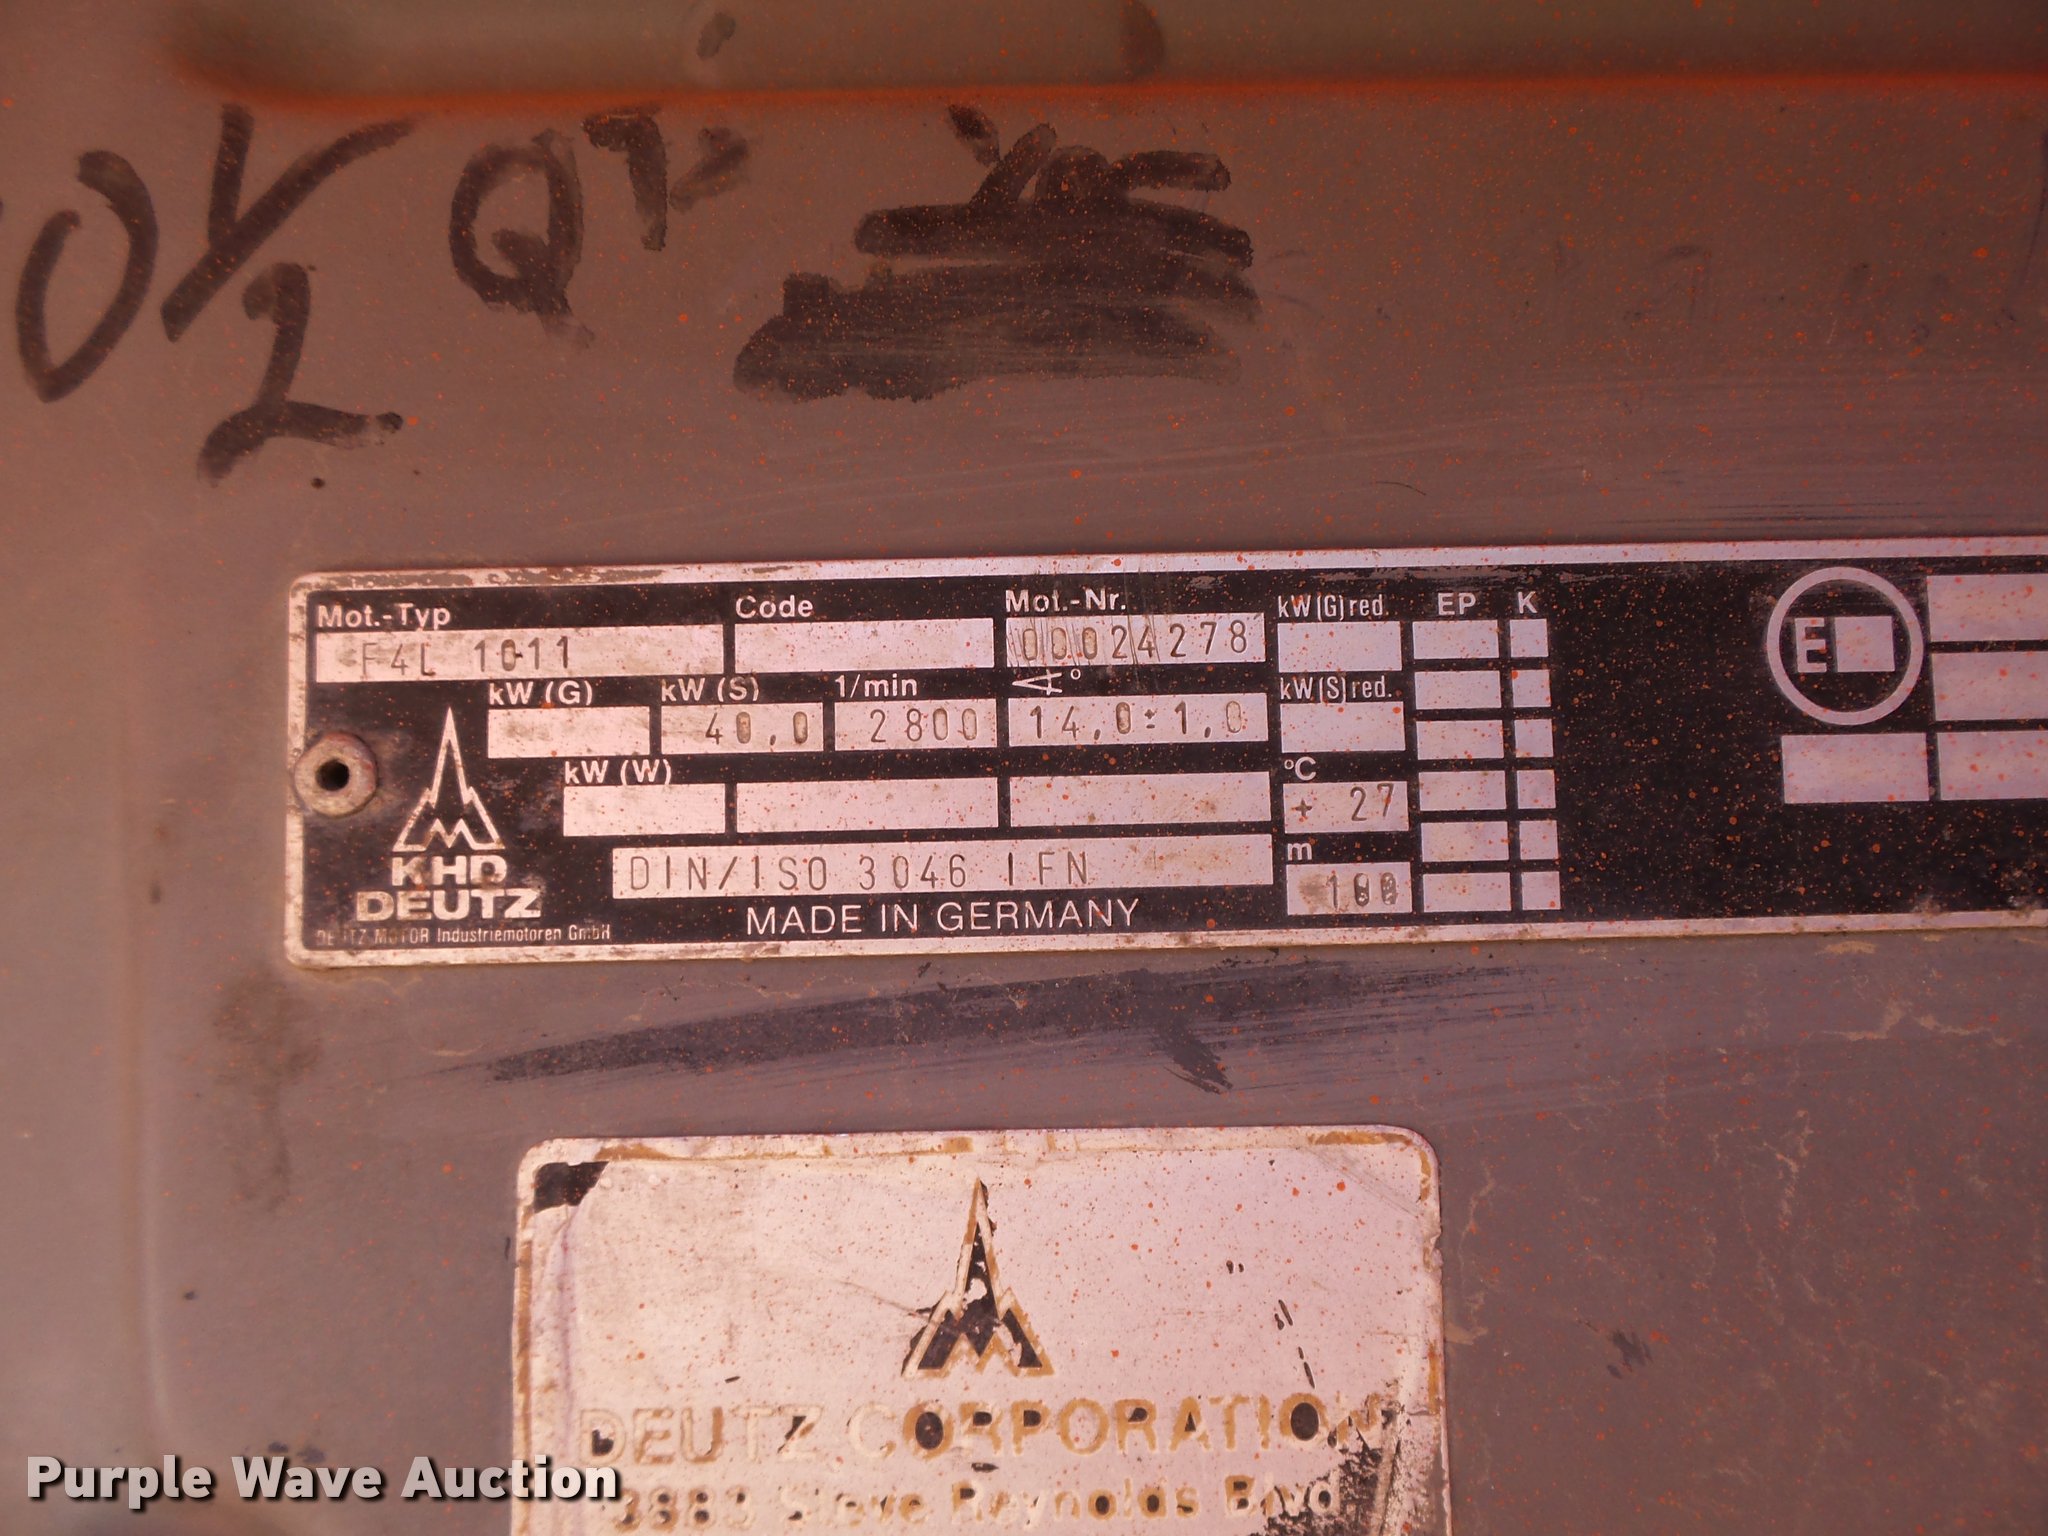 0 1/2 QT
Mot.-Typ Code Mot.-Nr. kW(G)red. EP K
F4L 1011 00024278
kW (G) kW (S) 1/min ∢° kW(S)red.
40,0 2800 14,0±1,0
E
kW (W) °C
+ 27
m
DIN/ISO 3046 IFN 100
KHD
DEUTZ
MADE IN GERMANY
DEUTZ MOTOR Industriemotoren GmbH
DEUTZ CORPORATION
3883 Steve Reynolds Blvd.
Purple Wave Auction